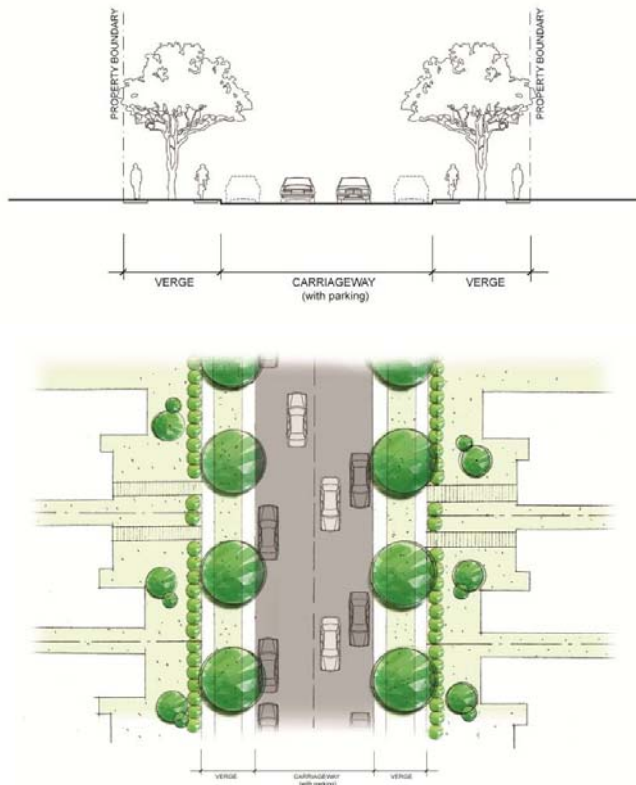 PROPERTY BOUNDARY
PROPERTY BOUNDARY
VERGE
CARRIAGEWAY
(with parking)
VERGE
VERGE
CARRIAGEWAY
(with parking)
VERGE